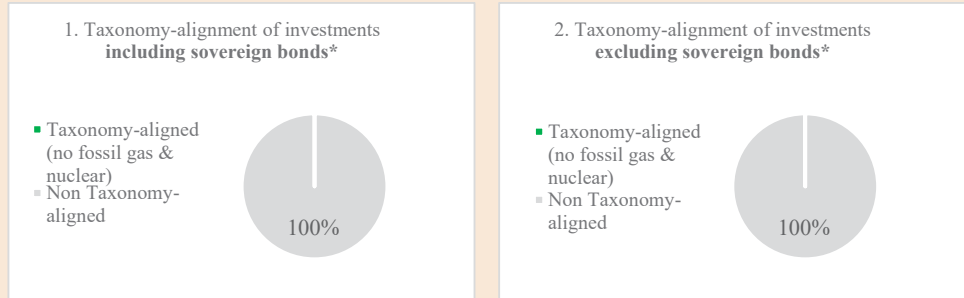 1. Taxonomy-alignment of investments
including sovereign bonds*
Taxonomy-aligned
(no fossil gas &
nuclear)
Non Taxonomy-
aligned
100%
2. Taxonomy-alignment of investments
excluding sovereign bonds*
Taxonomy-aligned
(no fossil gas &
nuclear)
Non Taxonomy-
aligned
100%